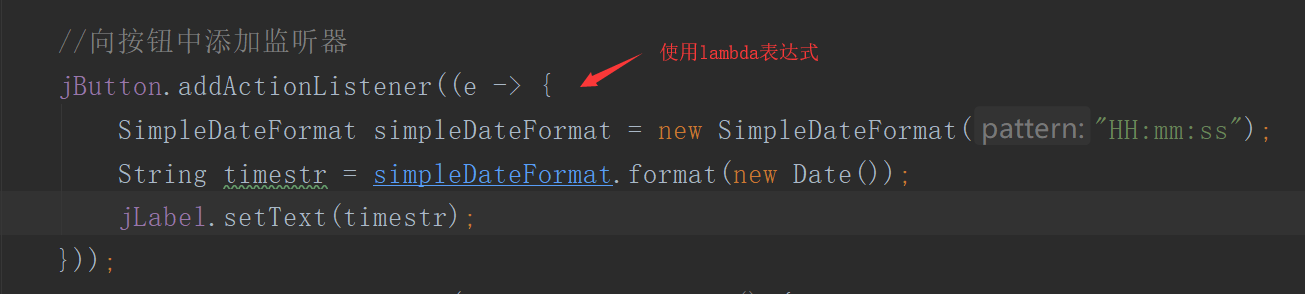 //向按钮中添加监听器
使用lambda表达式
jButton.addActionListener((e -> {
SimpleDateFormat simpleDateFormat = new SimpleDateFormat( pattern: "HH:mm:ss");
String timestr = simpleDateFormat.format(new Date());
jLabel.setText(timestr);
}));